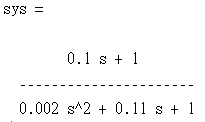 sys =
0.1 s + 1
----------------------
0.002 s^2 + 0.11 s + 1